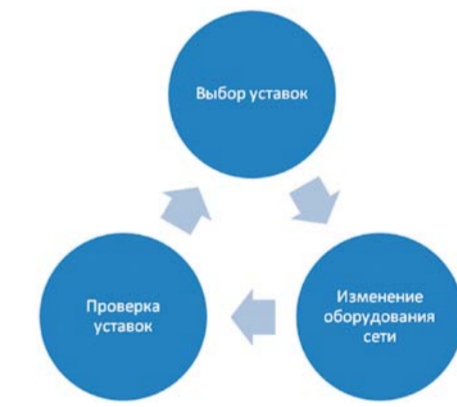 Выбор уставок
Изменение
оборудования
сети
Проверка
уставок